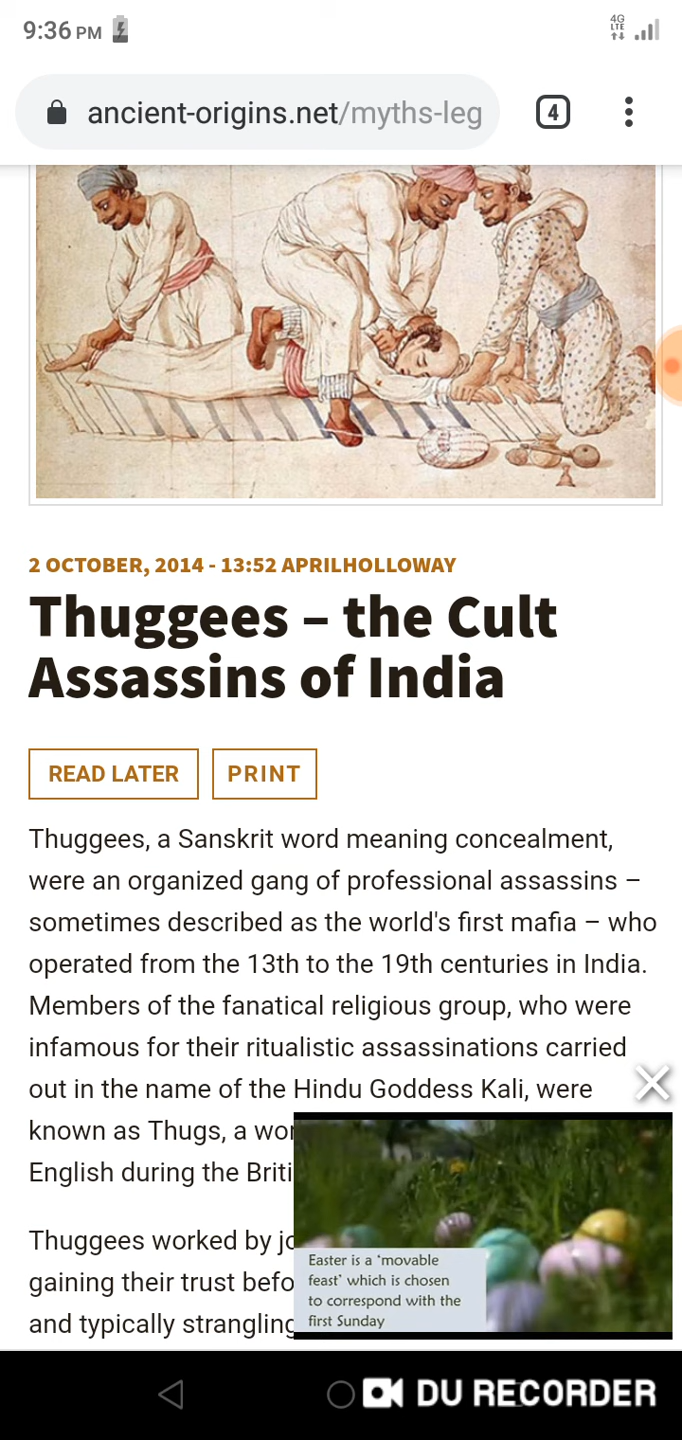 9:36 PM
4G
LTE
ancient-origins.net/myths-leg
4
2 OCTOBER, 2014 - 13:52 APRILHOLLOWAY
Thuggees – the Cult
Assassins of India
READ LATER
PRINT
Thuggees, a Sanskrit word meaning concealment,
were an organized gang of professional assassins –
sometimes described as the world's first mafia – who
operated from the 13th to the 19th centuries in India.
Members of the fanatical religious group, who were
infamous for their ritualistic assassinations carried
out in the name of the Hindu Goddess Kali, were
known as Thugs, a
English during the
Thuggees worked by
gaining their trust
and typically strangling
Easter is a 'movable
feast' which is chosen
to correspond with the
first Sunday
DU RECORDER